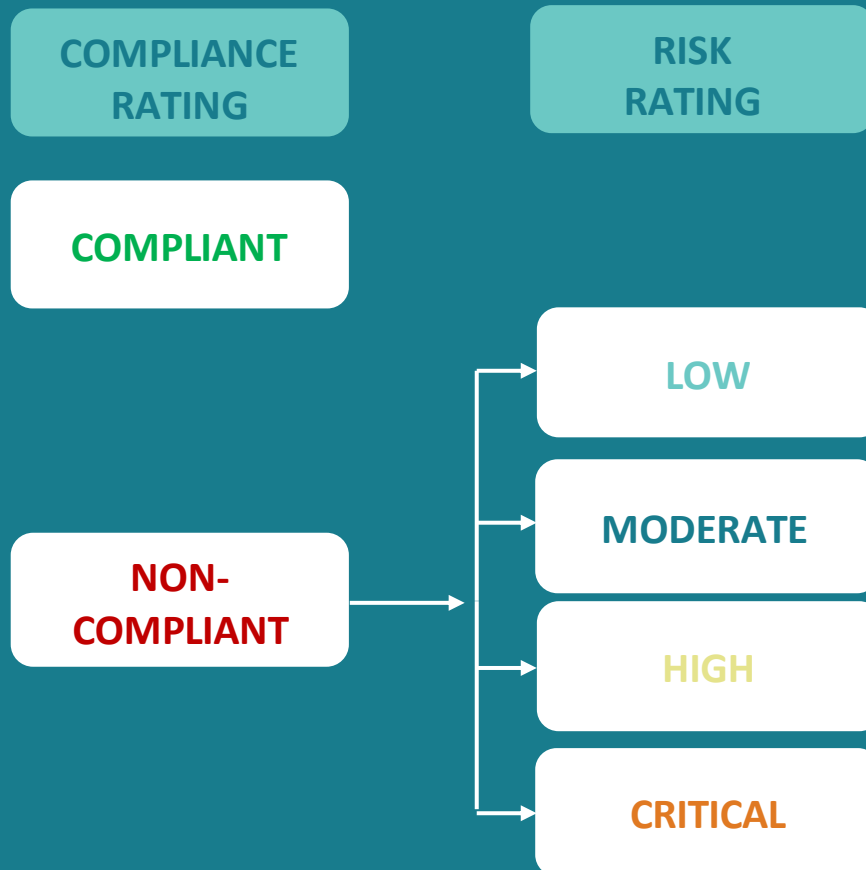 COMPLIANCE
RATING
RISK
RATING
COMPLIANT
LOW
MODERATE
NON-
COMPLIANT
HIGH
CRITICAL